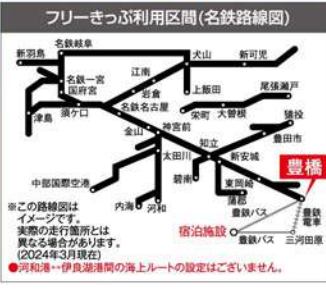 フリーきっぷ利用区間(名鉄路線図)
新羽島
名鉄岐阜
犬山
新可児
名鉄一宮
国府宮
江南
岩倉
上飯田
尾張瀬戸
津島
須ケ口
名鉄名古屋
栄町
大曽根
金山
神宮前
猿投
太田川
知立
豊田市
新安城
豊橋
中部国際空港
碧南
東岡崎
内海
河和
蒲郡
豊鉄バス
豊鉄
電車
宿泊施設
豊鉄バス
三河田原
※この路線図は
イメージです。
実際の走行箇所とは
異なる場合があります。
(2024年3月現在)
●河和港↔伊良湖港間の海上ルートの設定はございません。